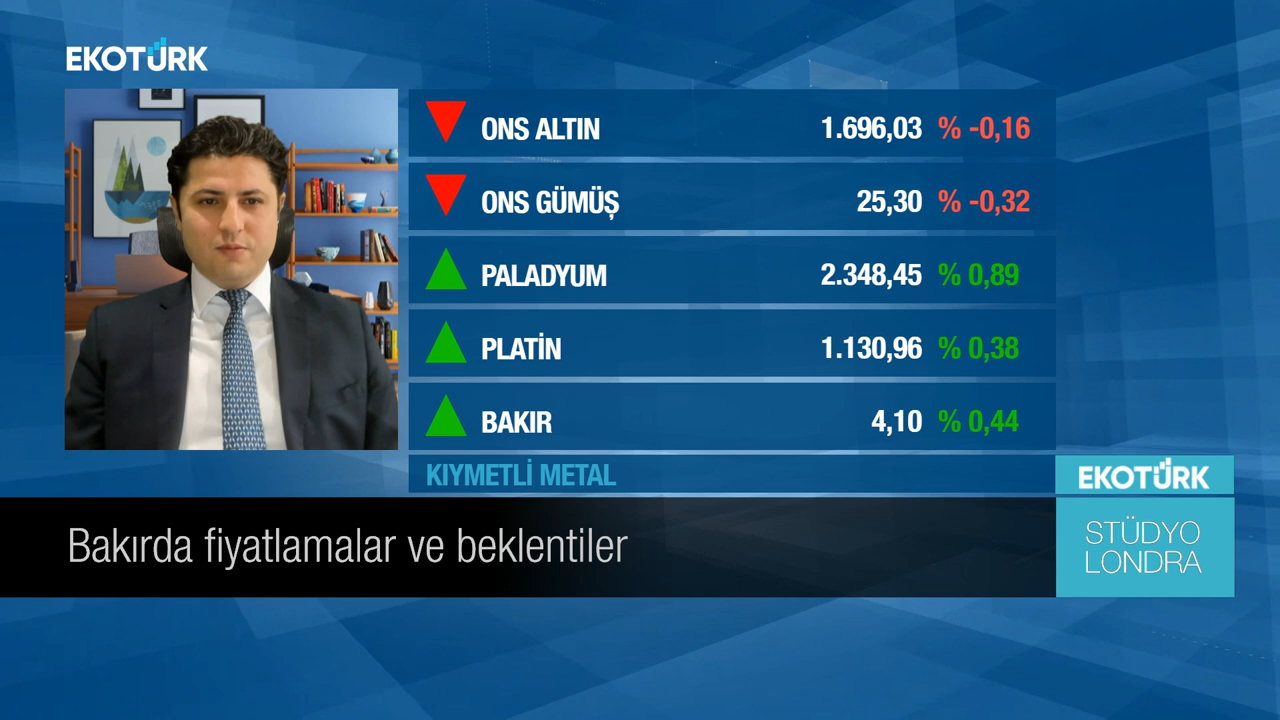 EKOTÜRK
ONS ALTIN 1.696,03 % -0,16
ONS GÜMÜŞ 25,30 % -0,32
PALADYUM 2.348,45 % 0,89
PLATİN 1.130,96 % 0,38
BAKIR 4,10 % 0,44
KIYMETLİ METAL
EKOTÜRK
Bakırda fiyatlamalar ve beklentiler
STÜDYO
LONDRA